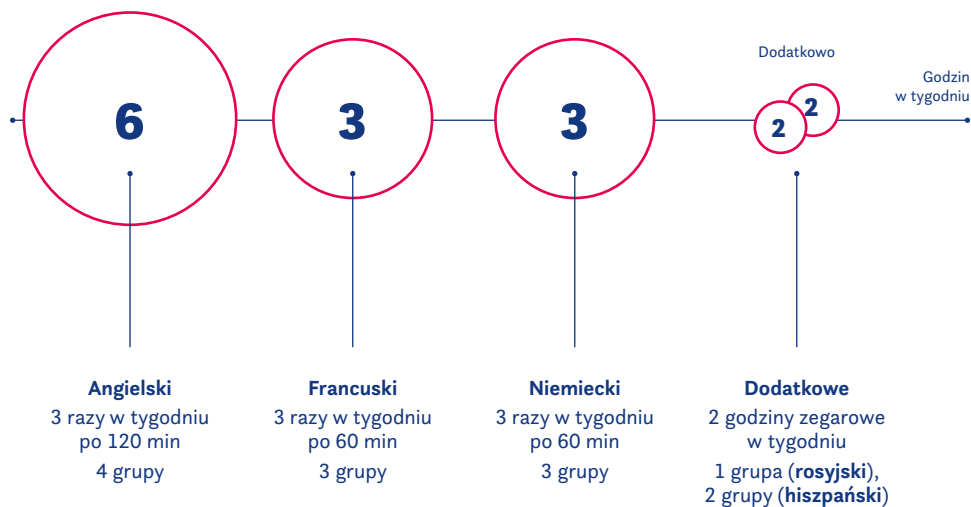 Dodatkowo
Godzin
w tygodniu
6
3
3
2
2
Angielski
3 razy w tygodniu
po 120 min
4 grupy
Francuski
3 razy w tygodniu
po 60 min
3 grupy
Niemiecki
3 razy w tygodniu
po 60 min
3 grupy
Dodatkowe
2 godziny zegarowe
w tygodniu
1 grupa (rosyjski),
2 grupy (hiszpański)